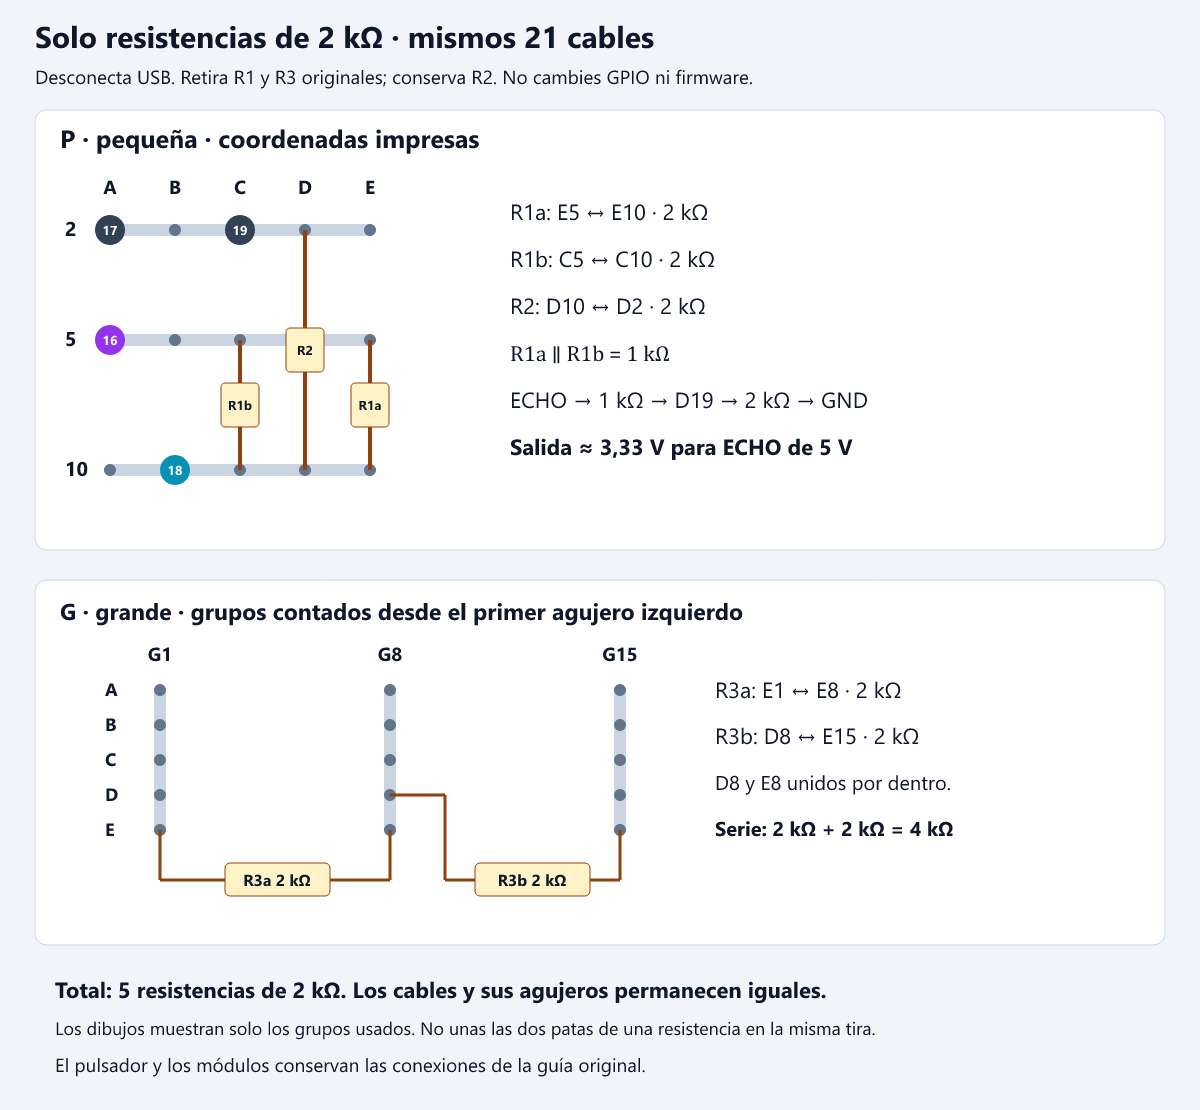 Solo resistencias de 2 kΩ · mismos 21 cables
Desconecta USB. Retira R1 y R3 originales; conserva R2. No cambies GPIO ni firmware.
P · pequeña · coordenadas impresas
A B C D E
2 17 19
5 16
10 18
R2
R1b R1a
R1a: E5 ↔ E10 · 2 kΩ
R1b: C5 ↔ C10 · 2 kΩ
R2: D10 ↔ D2 · 2 kΩ
R1a ∥ R1b = 1 kΩ
ECHO → 1 kΩ → D19 → 2 kΩ → GND
Salida ≈ 3,33 V para ECHO de 5 V
G · grande · grupos contados desde el primer agujero izquierdo
G1 G8 G15
A
B
C
D
E
R3a 2 kΩ R3b 2 kΩ
R3a: E1 ↔ E8 · 2 kΩ
R3b: D8 ↔ E15 · 2 kΩ
D8 y E8 unidos por dentro.
Serie: 2 kΩ + 2 kΩ = 4 kΩ
Total: 5 resistencias de 2 kΩ. Los cables y sus agujeros permanecen iguales.
Los dibujos muestran solo los grupos usados. No unas las dos patas de una resistencia en la misma tira.
El pulsador y los módulos conservan las conexiones de la guía original.